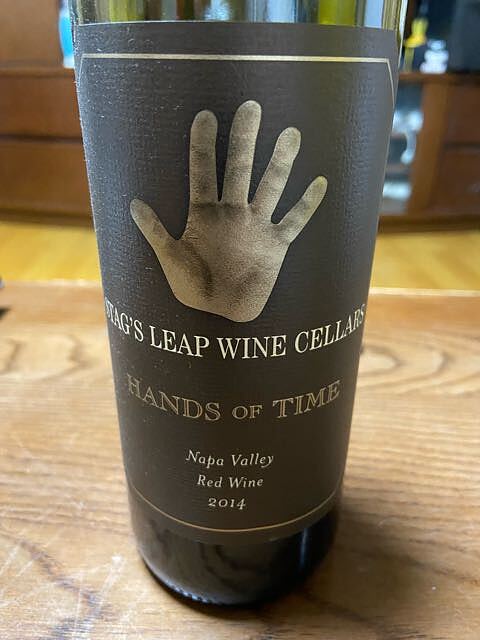 STAG'S LEAP WINE CELLARS
HANDS OF TIME
Napa Valley
Red Wine
2014